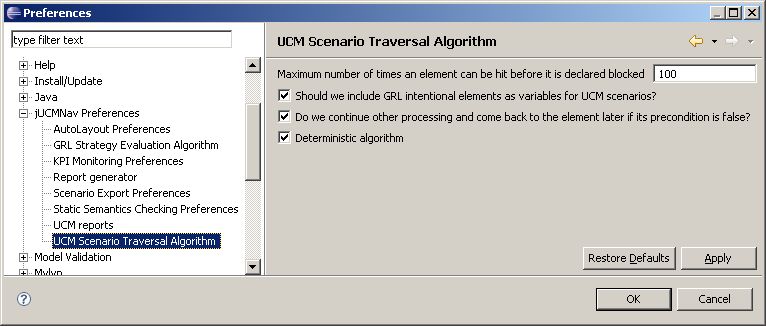 Preferences
type filter text
Help
Install/Update
Java
jUCMNav Preferences
AutoLayout Preferences
GRL Strategy Evaluation Algorithm
KPI Monitoring Preferences
Report generator
Scenario Export Preferences
Static Semantics Checking Preferences
UCM reports
UCM Scenario Traversal Algorithm
Model Validation
Mylyn
UCM Scenario Traversal Algorithm
Maximum number of times an element can be hit before it is declared blocked 100
Should we include GRL intentional elements as variables for UCM scenarios?
Do we continue other processing and come back to the element later if its precondition is false?
Deterministic algorithm
Restore Defaults Apply
? OK Cancel